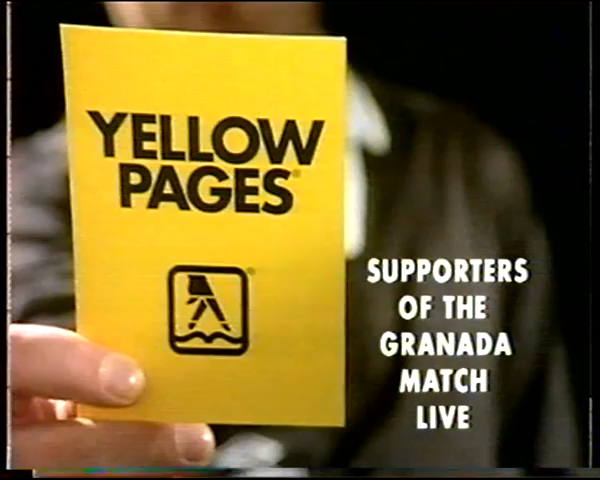 YELLOW
PAGES®
SUPPORTERS
OF THE
GRANADA
MATCH
LIVE